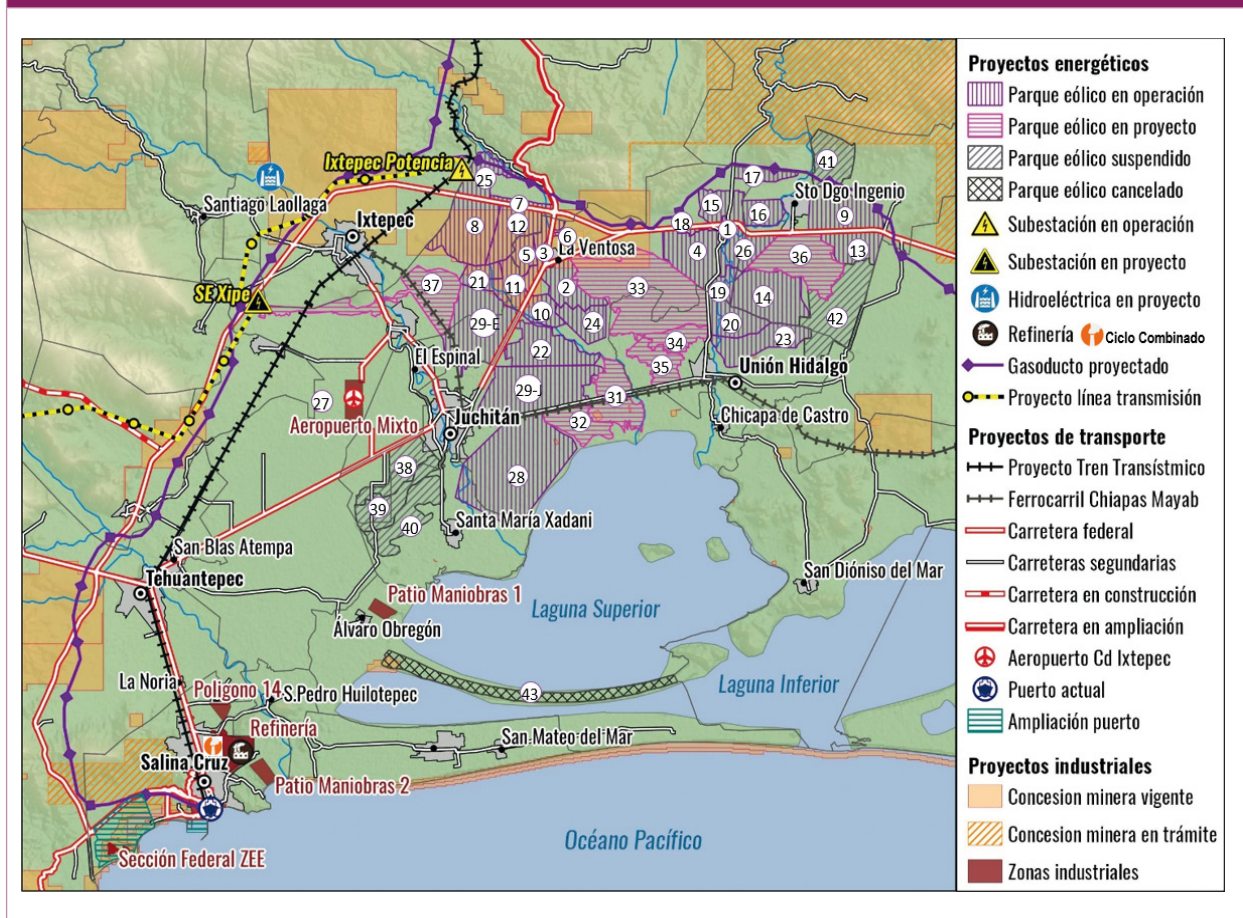 Ixtepec Potencia
Santiago Laollaga
Ixtepec
SE Xipe
25
7
8
12
6
5
3
La Ventosa
37
21
11
2
33
10
29-E
24
22
29-J
34
35
31
32
28
41
17
15
Sto Dgo Ingenio
16
9
18
1
4
26
36
13
19
14
20
42
23
El Espinal
Unión Hidalgo
27
Aeropuerto Mixto
Juchitán
Chicapa de Castro
38
39
40
Santa María Xadani
San Blas Atempa
Tehuantepec
San Dióniso del Mar
Patio Maniobras 1
Álvaro Obregón
Laguna Superior
Laguna Inferior
43
La Noria
Poligono 14
S.Pedro Huilotepec
Refinería
San Mateo del Mar
Salina Cruz
Patio Maniobras 2
Océano Pacífico
Sección Federal ZEE
Proyectos energéticos
Parque eólico en operación
Parque eólico en proyecto
Parque eólico suspendido
Parque eólico cancelado
Subestación en operación
Subestación en proyecto
Hidroeléctrica en proyecto
Refinería Ciclo Combinado
Gasoducto proyectado
Proyecto línea transmisión
Proyectos de transporte
Proyecto Tren Transístmico
Ferrocarril Chiapas Mayab
Carretera federal
Carreteras segundarias
Carretera en construcción
Carretera en ampliación
Aeropuerto Cd Ixtepec
Puerto actual
Ampliación puerto
Proyectos industriales
Concesion minera vigente
Concesion minera en trámite
Zonas industriales